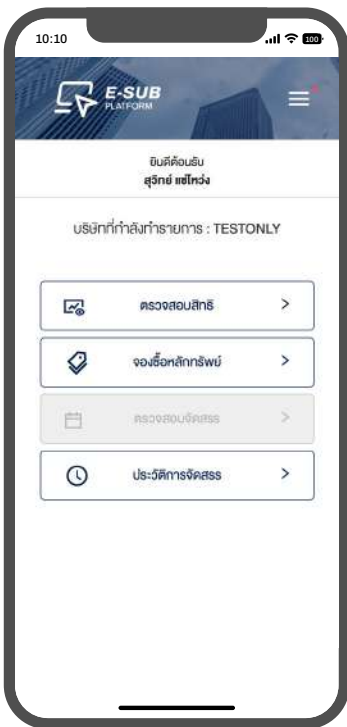 10:10
100
E-SUB
PLATFORM
ยินดีต้อนรับ
สุวิทย์ แซ่โหว่ง
บริษัทที่กำลังทำรายการ : TESTONLY
ตรวจสอบสิทธิ
จองซื้อหลักทรัพย์
ตรวจสอบจัดสรร
ประวัติการจัดสรร